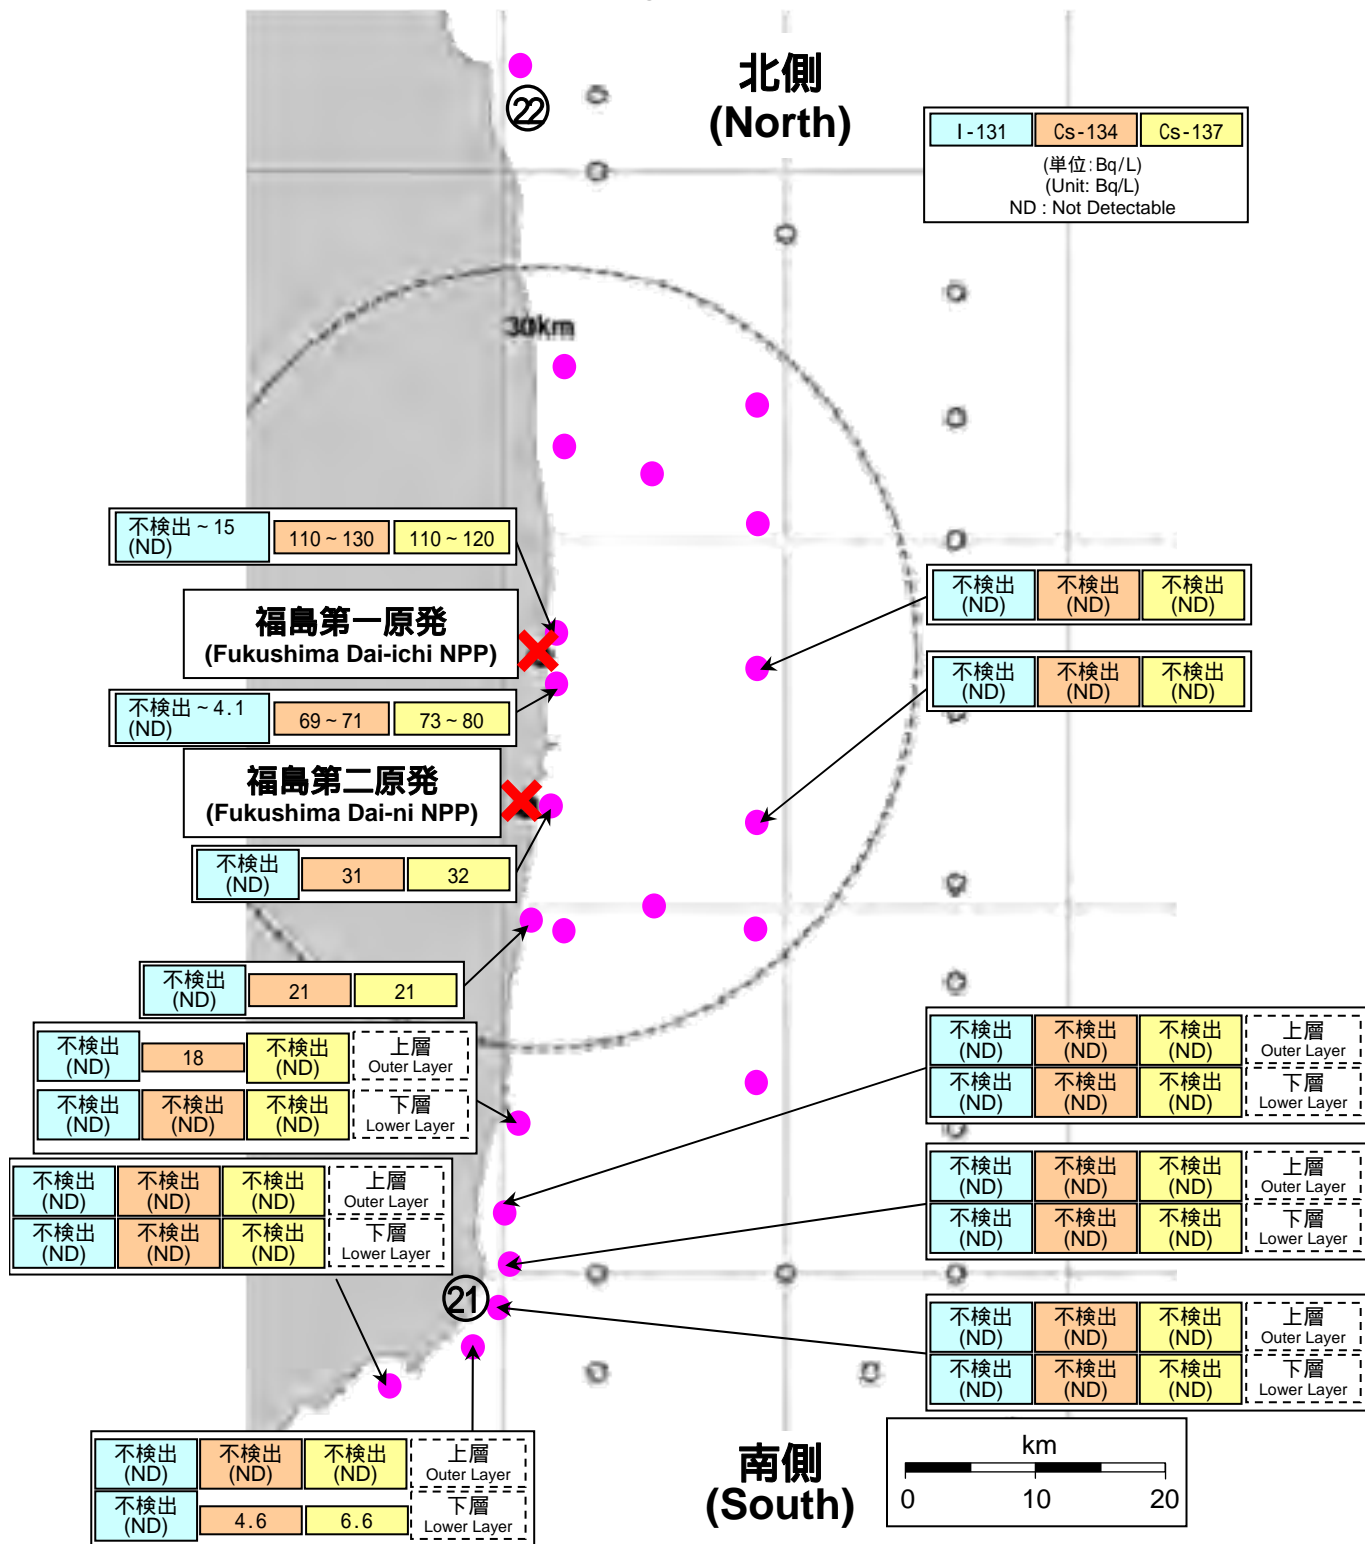 北側
(North)
㉒
I-131 Cs-134 Cs-137
(単位:Bq/L)
(Unit: Bq/L)
ND : Not Detectable
30km
不検出~15
(ND)
110~130
110~120
福島第一原発
(Fukushima Dai-ichi NPP)
不検出~4.1
(ND)
69~71
73~80
福島第二原発
(Fukushima Dai-ni NPP)
不検出
(ND)
31
32
不検出
(ND)
不検出
(ND)
不検出
(ND)
不検出
(ND)
不検出
(ND)
不検出
(ND)
不検出
(ND)
21
21
不検出
(ND)
18
不検出
(ND)
上層
Outer Layer
不検出
(ND)
不検出
(ND)
不検出
(ND)
下層
Lower Layer
不検出
(ND)
不検出
(ND)
不検出
(ND)
上層
Outer Layer
不検出
(ND)
不検出
(ND)
不検出
(ND)
下層
Lower Layer
不検出
(ND)
不検出
(ND)
不検出
(ND)
上層
Outer Layer
不検出
(ND)
不検出
(ND)
不検出
(ND)
下層
Lower Layer
不検出
(ND)
不検出
(ND)
不検出
(ND)
上層
Outer Layer
不検出
(ND)
不検出
(ND)
不検出
(ND)
下層
Lower Layer
㉑
不検出
(ND)
不検出
(ND)
不検出
(ND)
上層
Outer Layer
不検出
(ND)
不検出
(ND)
不検出
(ND)
下層
Lower Layer
不検出
(ND)
不検出
(ND)
不検出
(ND)
上層
Outer Layer
不検出
(ND)
4.6
6.6
下層
Lower Layer
南側
(South)
km
0 10 20